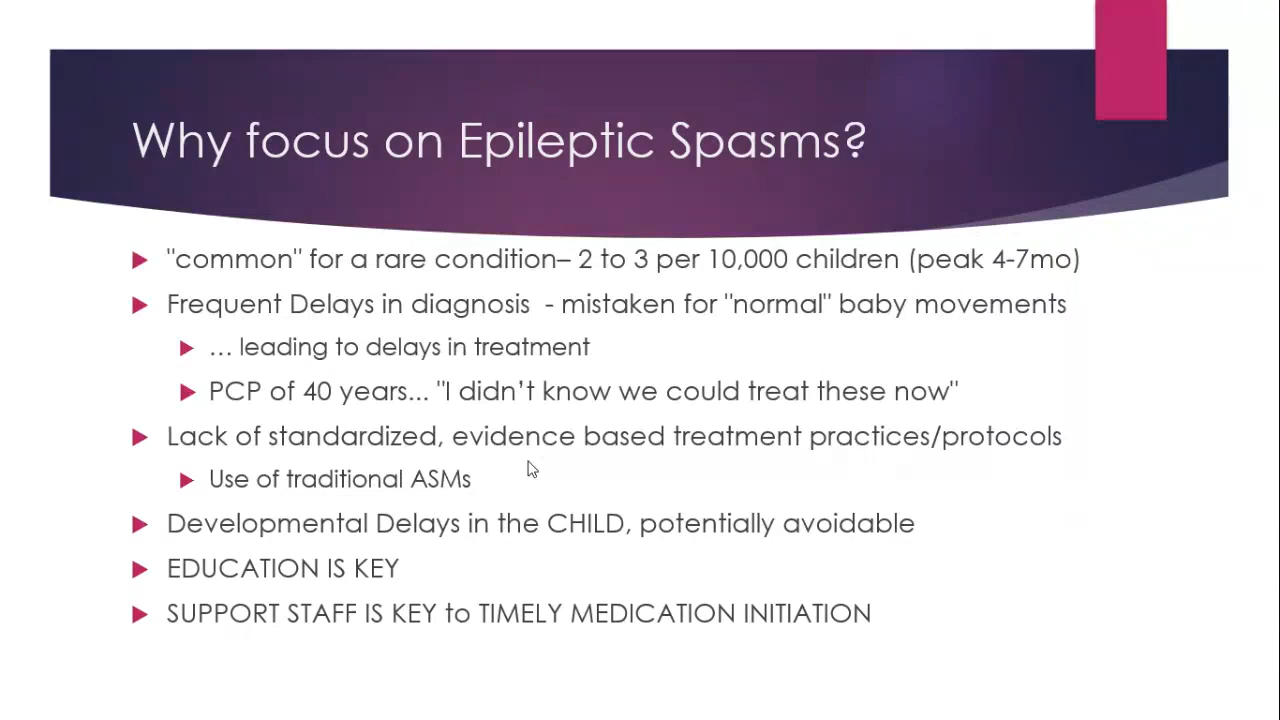 Why focus on Epileptic Spasms?
"common" for a rare condition– 2 to 3 per 10,000 children (peak 4-7mo)
Frequent Delays in diagnosis  - mistaken for "normal" baby movements
… leading to delays in treatment
PCP of 40 years... "I didn’t know we could treat these now"
Lack of standardized, evidence based treatment practices/protocols
Use of traditional ASMs
Developmental Delays in the CHILD, potentially avoidable
EDUCATION IS KEY
SUPPORT STAFF IS KEY to TIMELY MEDICATION INITIATION